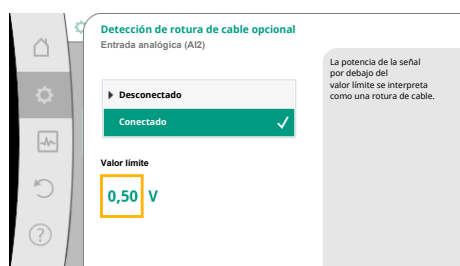 Detección de rotura de cable opcional
Entrada analógica (AI2)
La potencia de la señal
por debajo del
valor límite se interpreta
como una rotura de cable.
Desconectado
Conectado
Valor límite
0,50 V
?